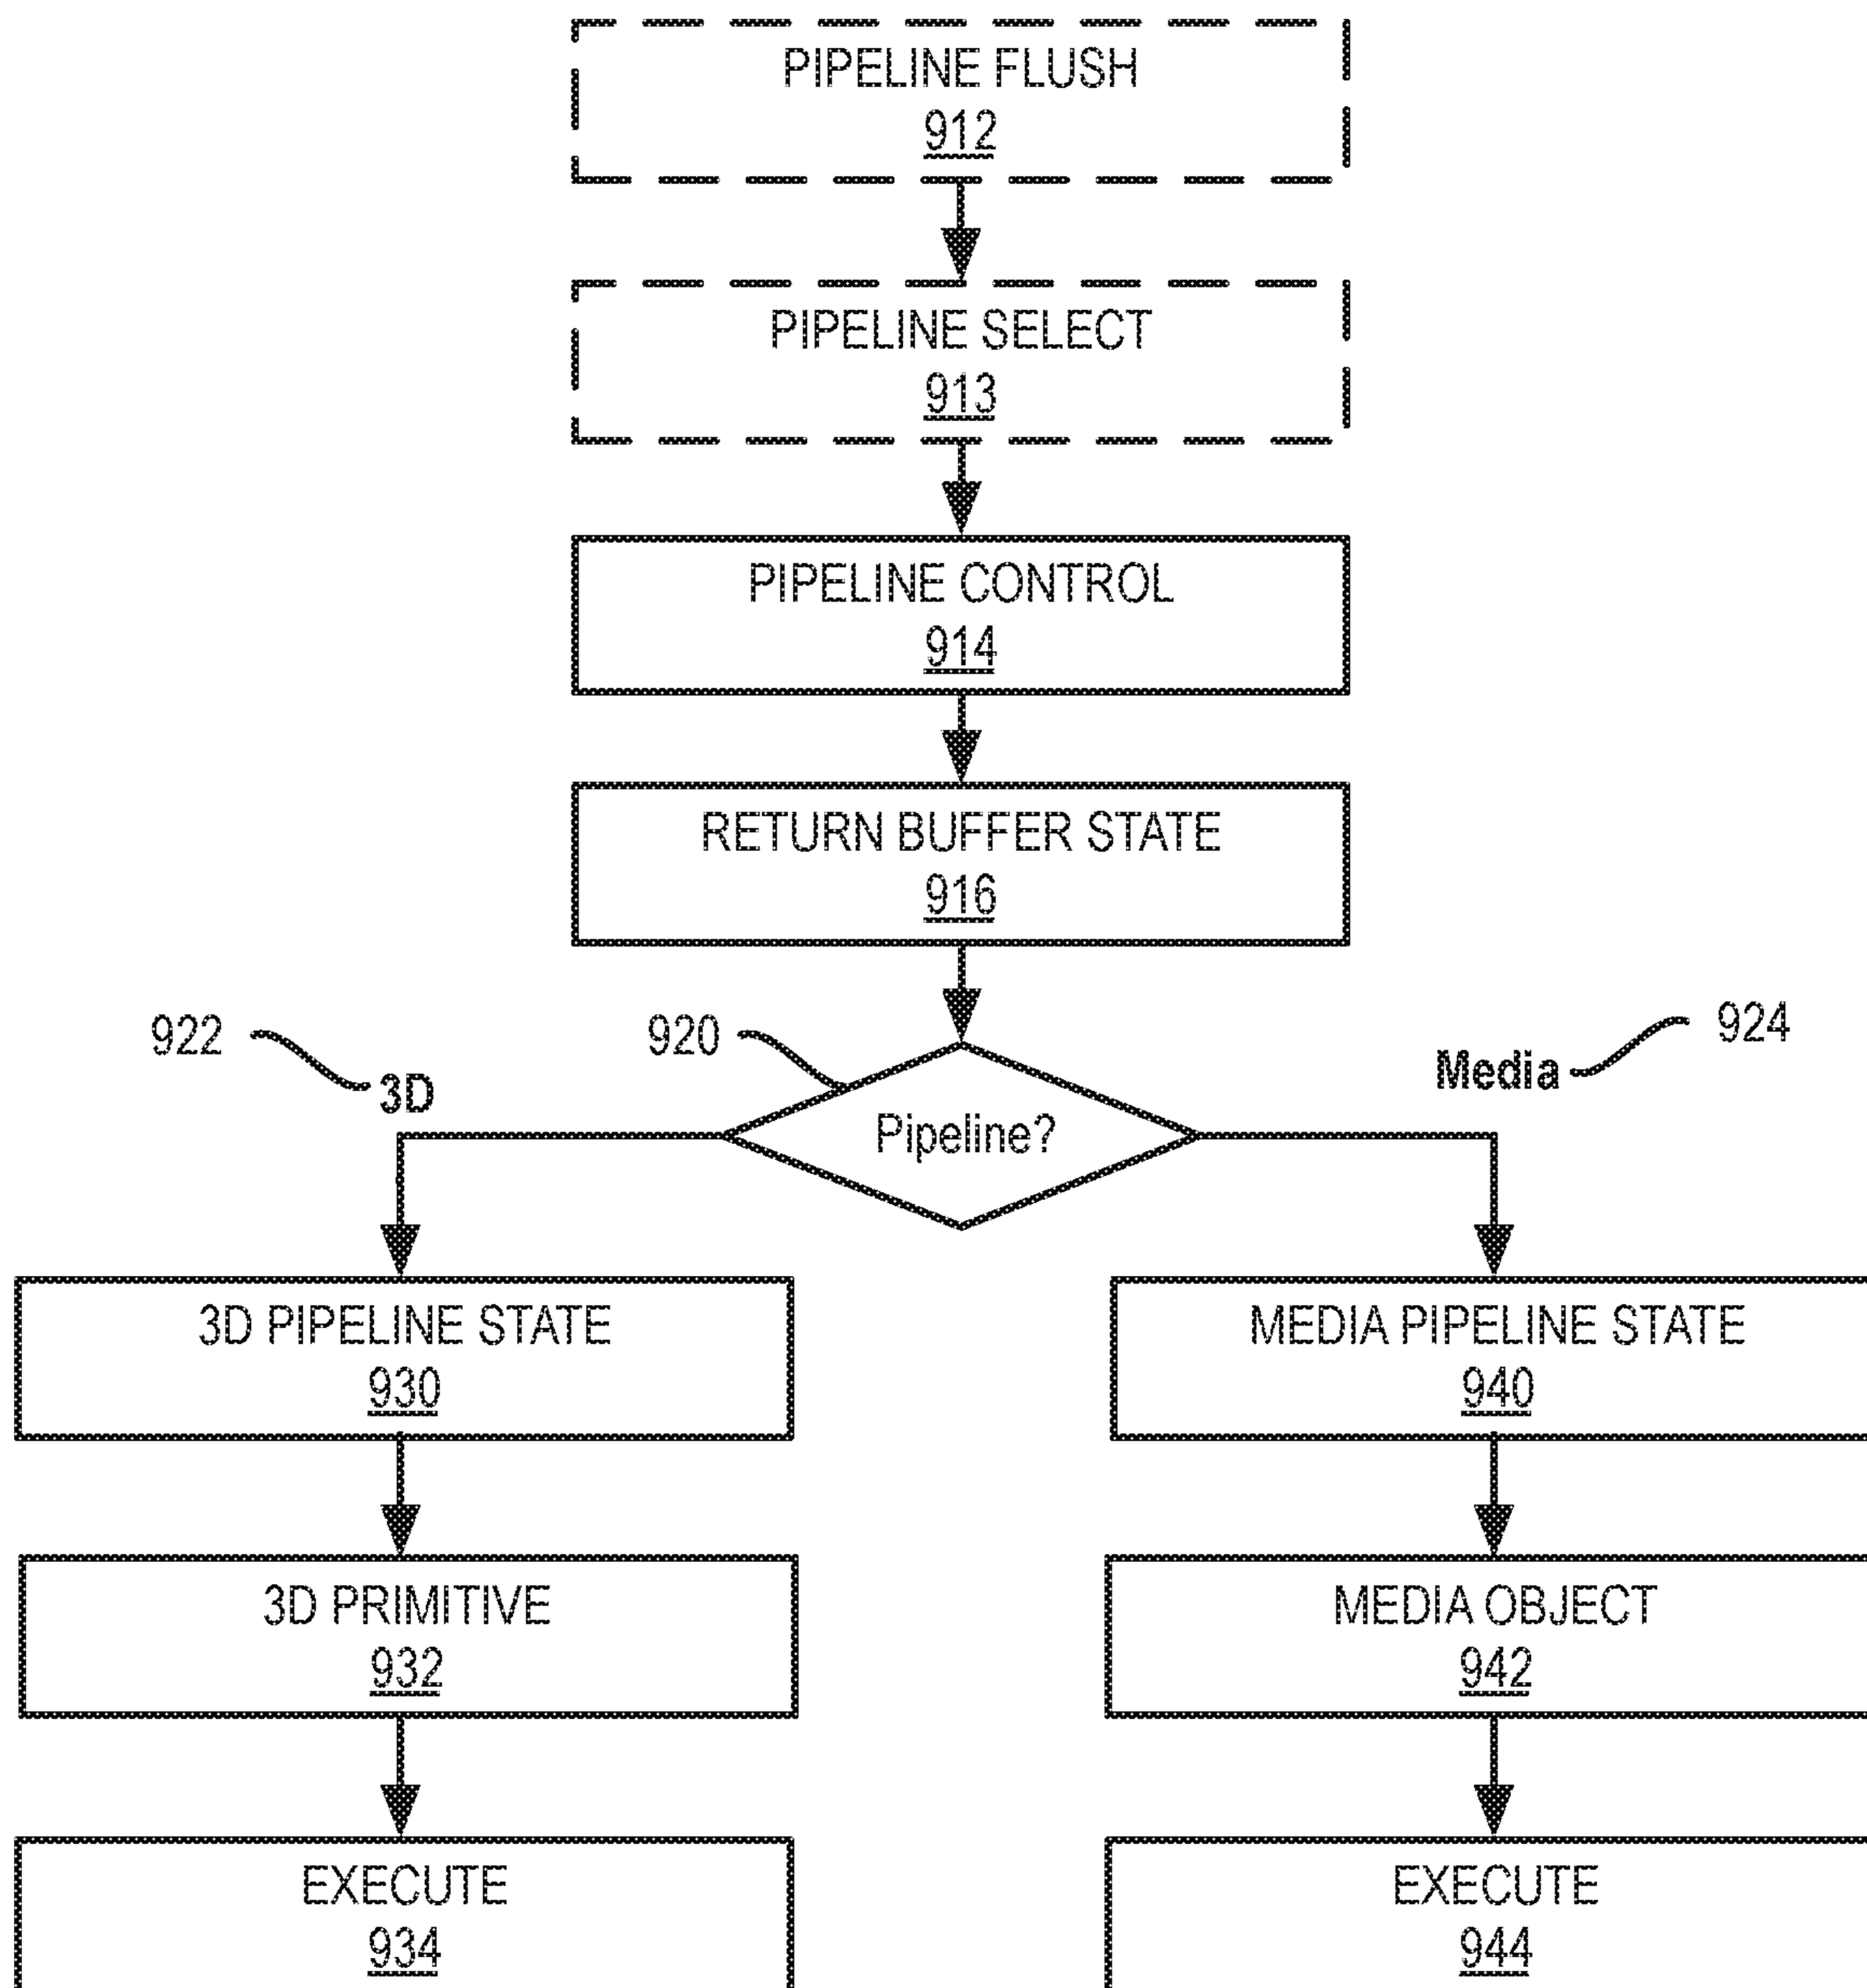 PIPELINE FLUSH
912
PIPELINE SELECT
913
PIPELINE CONTROL
914
RETURN BUFFER STATE
916
922
3D
920
Pipeline?
Media
924
3D PIPELINE STATE
930
MEDIA PIPELINE STATE
940
3D PRIMITIVE
932
MEDIA OBJECT
942
EXECUTE
934
EXECUTE
944